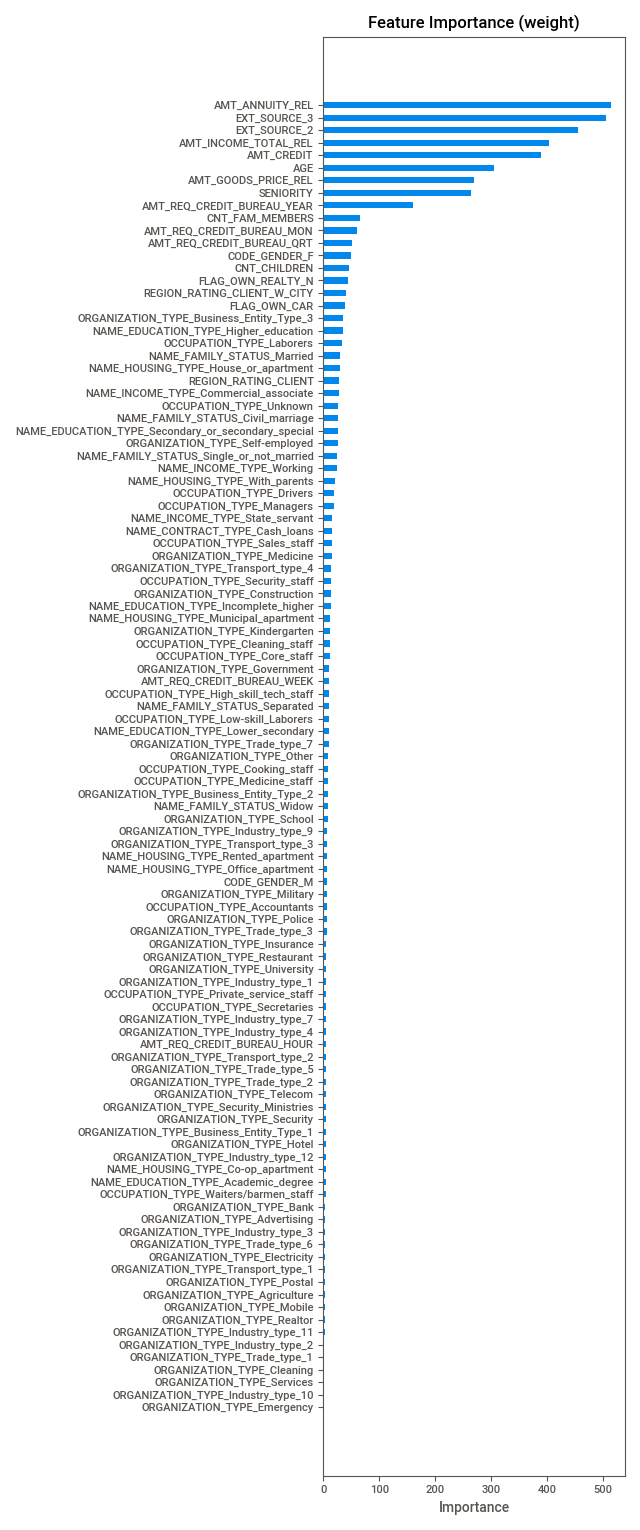 Feature Importance (weight)
AMT_ANNUITY_REL
EXT_SOURCE_3
EXT_SOURCE_2
AMT_INCOME_TOTAL_REL
AMT_CREDIT
AGE
AMT_GOODS_PRICE_REL
SENIORITY
AMT_REQ_CREDIT_BUREAU_YEAR
CNT_FAM_MEMBERS
AMT_REQ_CREDIT_BUREAU_MON
AMT_REQ_CREDIT_BUREAU_QRT
CODE_GENDER_F
CNT_CHILDREN
FLAG_OWN_REALTY_N
REGION_RATING_CLIENT_W_CITY
FLAG_OWN_CAR
ORGANIZATION_TYPE_Business_Entity_Type_3
NAME_EDUCATION_TYPE_Higher_education
OCCUPATION_TYPE_Laborers
NAME_FAMILY_STATUS_Married
NAME_HOUSING_TYPE_House_or_apartment
REGION_RATING_CLIENT
NAME_INCOME_TYPE_Commercial_associate
OCCUPATION_TYPE_Unknown
NAME_FAMILY_STATUS_Civil_marriage
NAME_EDUCATION_TYPE_Secondary_or_secondary_special
ORGANIZATION_TYPE_Self-employed
NAME_FAMILY_STATUS_Single_or_not_married
NAME_INCOME_TYPE_Working
NAME_HOUSING_TYPE_With_parents
OCCUPATION_TYPE_Drivers
OCCUPATION_TYPE_Managers
NAME_INCOME_TYPE_State_servant
NAME_CONTRACT_TYPE_Cash_loans
OCCUPATION_TYPE_Sales_staff
ORGANIZATION_TYPE_Medicine
ORGANIZATION_TYPE_Transport_type_4
OCCUPATION_TYPE_Security_staff
ORGANIZATION_TYPE_Construction
NAME_EDUCATION_TYPE_Incomplete_higher
NAME_HOUSING_TYPE_Municipal_apartment
ORGANIZATION_TYPE_Kindergarten
OCCUPATION_TYPE_Cleaning_staff
OCCUPATION_TYPE_Core_staff
ORGANIZATION_TYPE_Government
AMT_REQ_CREDIT_BUREAU_WEEK
OCCUPATION_TYPE_High_skill_tech_staff
NAME_FAMILY_STATUS_Separated
OCCUPATION_TYPE_Low-skill_Laborers
NAME_EDUCATION_TYPE_Lower_secondary
ORGANIZATION_TYPE_Trade_type_7
ORGANIZATION_TYPE_Other
OCCUPATION_TYPE_Cooking_staff
OCCUPATION_TYPE_Medicine_staff
ORGANIZATION_TYPE_Business_Entity_Type_2
NAME_FAMILY_STATUS_Widow
ORGANIZATION_TYPE_School
ORGANIZATION_TYPE_Industry_type_9
ORGANIZATION_TYPE_Transport_type_3
NAME_HOUSING_TYPE_Rented_apartment
NAME_HOUSING_TYPE_Office_apartment
CODE_GENDER_M
ORGANIZATION_TYPE_Military
OCCUPATION_TYPE_Accountants
ORGANIZATION_TYPE_Police
ORGANIZATION_TYPE_Trade_type_3
ORGANIZATION_TYPE_Insurance
ORGANIZATION_TYPE_Restaurant
ORGANIZATION_TYPE_University
ORGANIZATION_TYPE_Industry_type_1
OCCUPATION_TYPE_Private_service_staff
OCCUPATION_TYPE_Secretaries
ORGANIZATION_TYPE_Industry_type_7
ORGANIZATION_TYPE_Industry_type_4
AMT_REQ_CREDIT_BUREAU_HOUR
ORGANIZATION_TYPE_Transport_type_2
ORGANIZATION_TYPE_Trade_type_5
ORGANIZATION_TYPE_Trade_type_2
ORGANIZATION_TYPE_Telecom
ORGANIZATION_TYPE_Security_Ministries
ORGANIZATION_TYPE_Security
ORGANIZATION_TYPE_Business_Entity_Type_1
ORGANIZATION_TYPE_Hotel
ORGANIZATION_TYPE_Industry_type_12
NAME_HOUSING_TYPE_Co-op_apartment
NAME_EDUCATION_TYPE_Academic_degree
OCCUPATION_TYPE_Waiters/barmen_staff
ORGANIZATION_TYPE_Bank
ORGANIZATION_TYPE_Advertising
ORGANIZATION_TYPE_Industry_type_3
ORGANIZATION_TYPE_Trade_type_6
ORGANIZATION_TYPE_Electricity
ORGANIZATION_TYPE_Transport_type_1
ORGANIZATION_TYPE_Postal
ORGANIZATION_TYPE_Agriculture
ORGANIZATION_TYPE_Mobile
ORGANIZATION_TYPE_Realtor
ORGANIZATION_TYPE_Industry_type_11
ORGANIZATION_TYPE_Industry_type_2
ORGANIZATION_TYPE_Trade_type_1
ORGANIZATION_TYPE_Cleaning
ORGANIZATION_TYPE_Services
ORGANIZATION_TYPE_Industry_type_10
ORGANIZATION_TYPE_Emergency
0 100 200 300 400 500
Importance